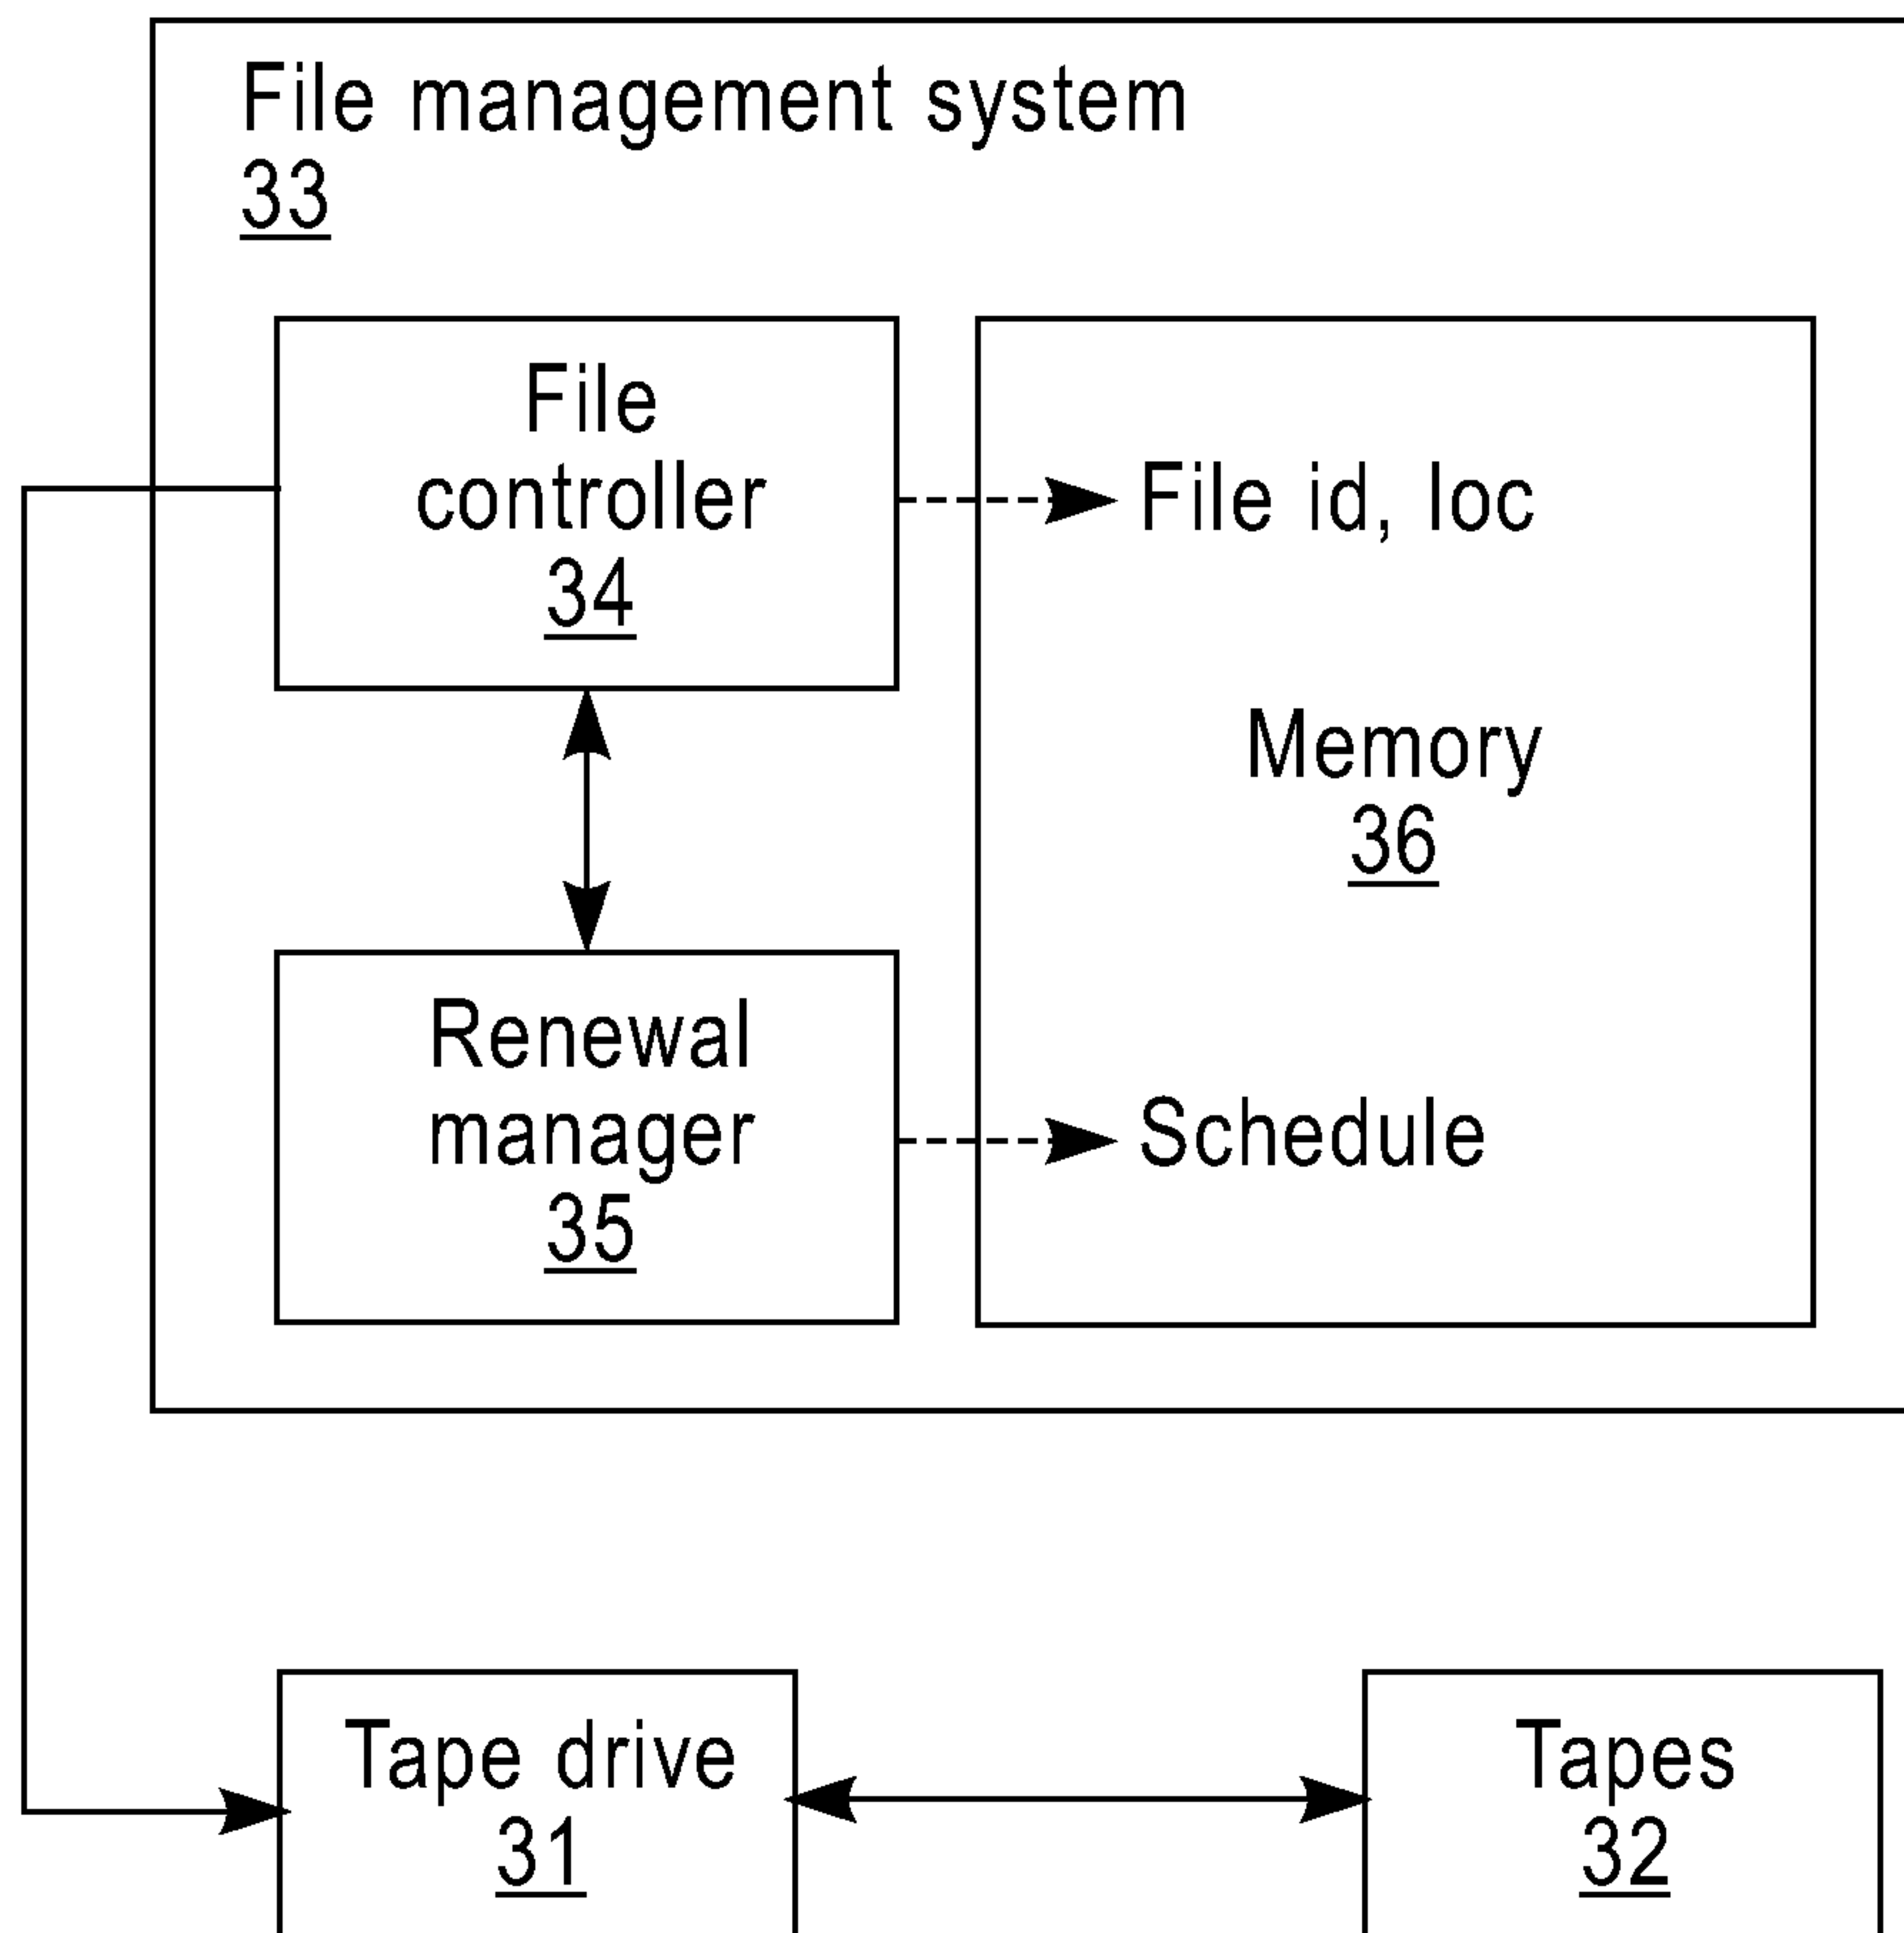 File management system
33
File
controller
34
File id, loc
Memory
36
Renewal
manager
35
Schedule
Tape drive
31
Tapes
32